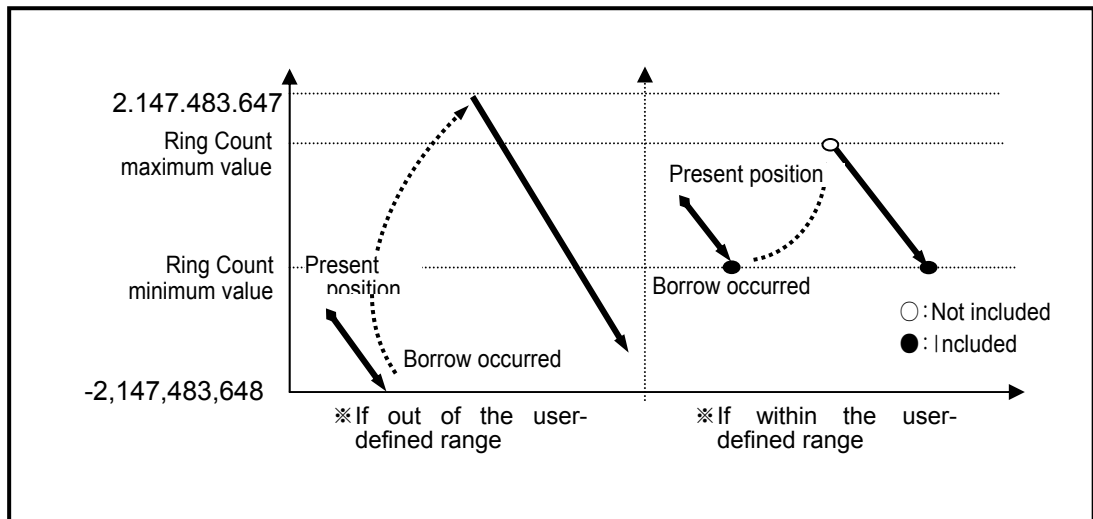 2.147.483.647
Ring Count
maximum value
Present position
Ring Count
minimum value
Present
position
Borrow occurred
○ : Not included
● : Included
Borrow occurred
-2,147,483,648
※ If out of the user-
defined range
※ If within the user-
defined range